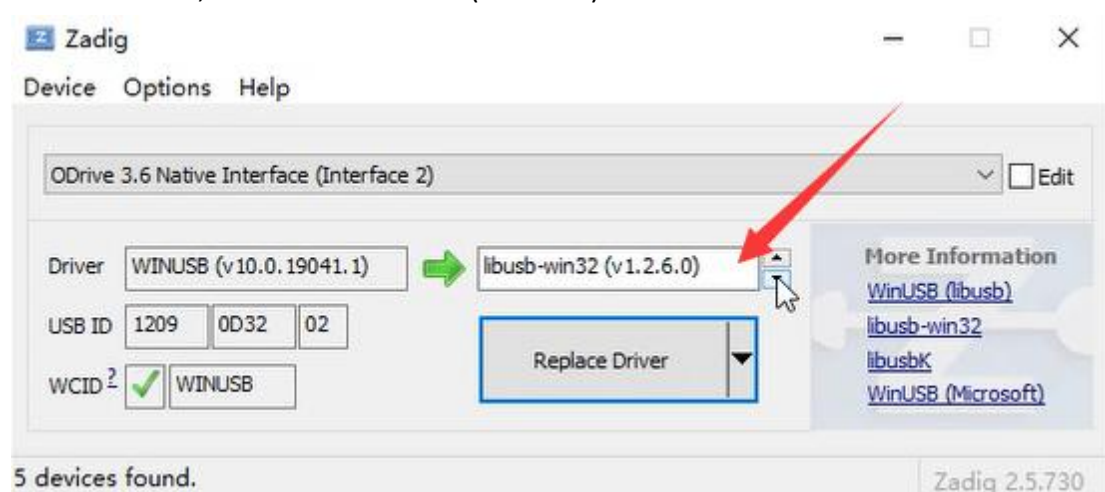 Zadig
Device Options Help
ODrive 3.6 Native Interface (Interface 2)
Edit
Driver WINUSB (v10.0.19041.1) libusb-win32 (v1.2.6.0)
More Information
WinUSB (libusb)
USB ID 1209 0D32 02
libusb-win32
Replace Driver
libusbK
WCID ? WINUSB
WinUSB (Microsoft)
5 devices found.
Zadig 2.5.730